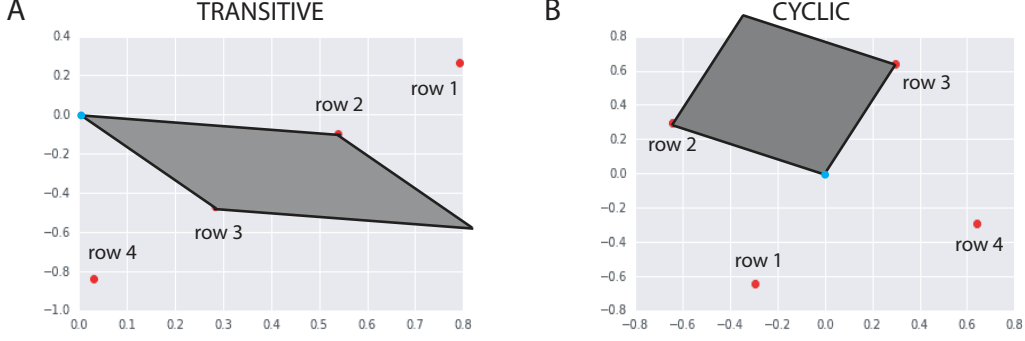 A TRANSITIVE
0.4
0.2
0.0
−0.2
−0.4
−0.6
−0.8
−1.0
row 1
row 2
row 3
row 4
0.0 0.1 0.2 0.3 0.4 0.5 0.6 0.7 0.8
B CYCLIC
0.8
0.6
0.4
0.2
0.0
−0.2
−0.4
−0.6
−0.8
row 3
row 2
row 4
row 1
−0.8 −0.6 −0.4 −0.2 0.0 0.2 0.4 0.6 0.8